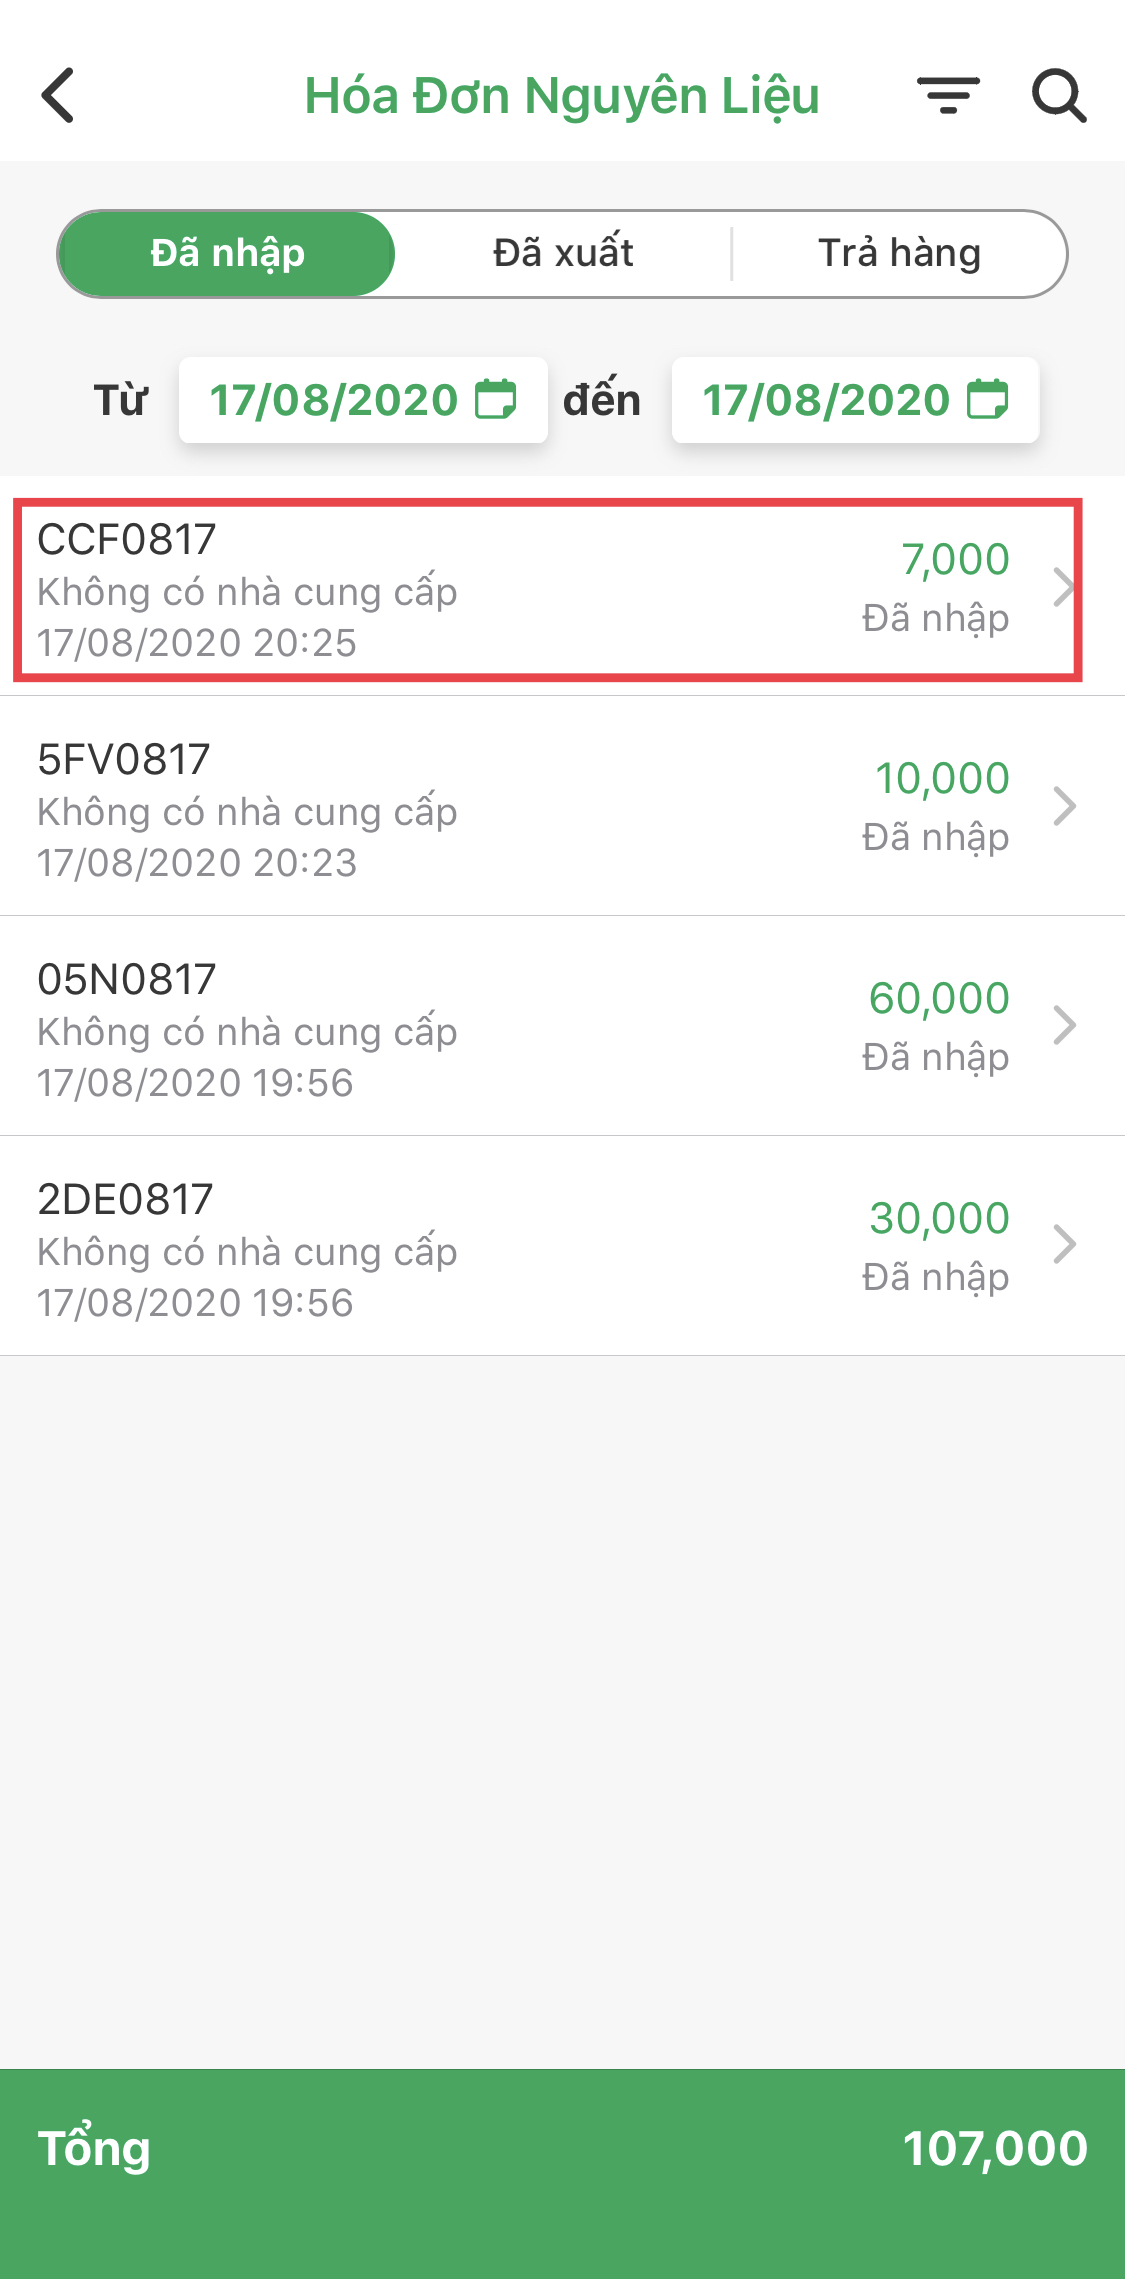 Hóa Đơn Nguyên Liệu
Đã nhập Đã xuất Trả hàng
Từ 17/08/2020 đến 17/08/2020
CCF0817
7,000
Không có nhà cung cấp
Đã nhập
17/08/2020 20:25
5FV0817
10,000
Không có nhà cung cấp
Đã nhập
17/08/2020 20:23
05N0817
60,000
Không có nhà cung cấp
Đã nhập
17/08/2020 19:56
2DE0817
30,000
Không có nhà cung cấp
Đã nhập
17/08/2020 19:56
Tổng 107,000